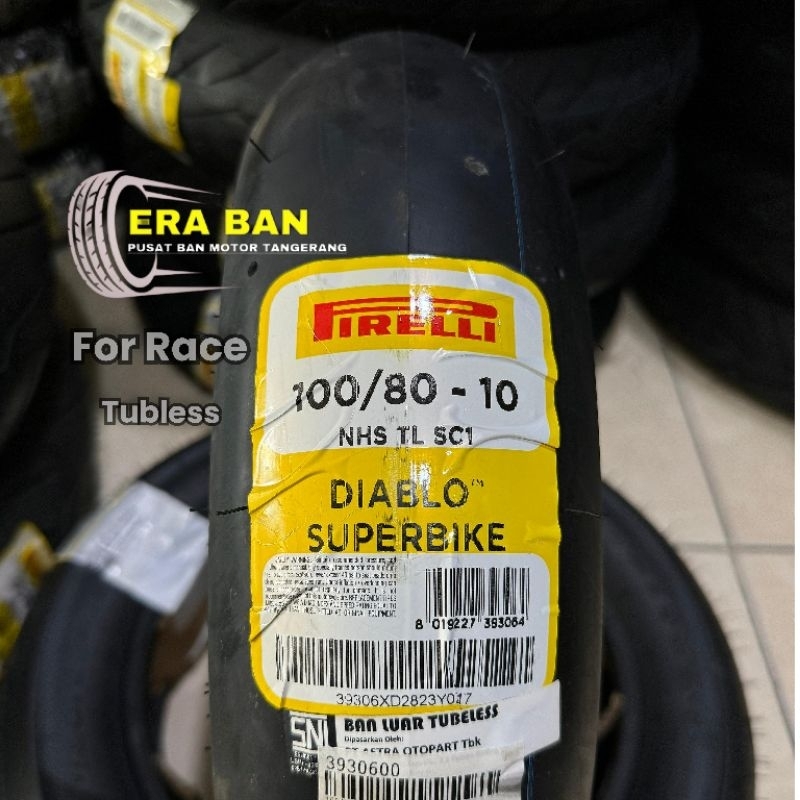 ERA BAN
PUSAT BAN MOTOR TANGERANG
For Race
Tubless
PIRELLI
100/80 - 10
NHS TL SC1
DIABLO™
SUPERBIKE
8 019227 393064
39306XD2823Y017
SNI
BAN LUAR TUBELESS
Dipasarkan Oleh:
PT ASTRA OTOPART Tbk
3930600